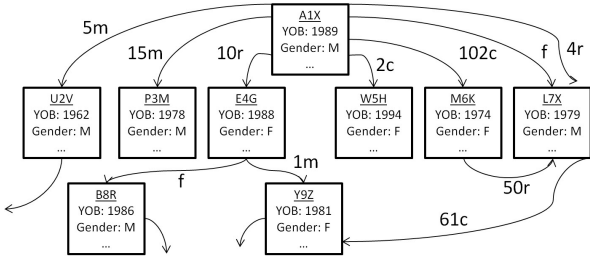 A1X
YOB: 1989
Gender: M
...
5m
15m
10r
2c
102c
f
4r
U2V
YOB: 1962
Gender: M
...
P3M
YOB: 1978
Gender: M
...
E4G
YOB: 1988
Gender: F
...
W5H
YOB: 1994
Gender: F
...
M6K
YOB: 1974
Gender: F
...
L7X
YOB: 1979
Gender: M
...
f
1m
50r
61c
B8R
YOB: 1986
Gender: M
...
Y9Z
YOB: 1981
Gender: F
...